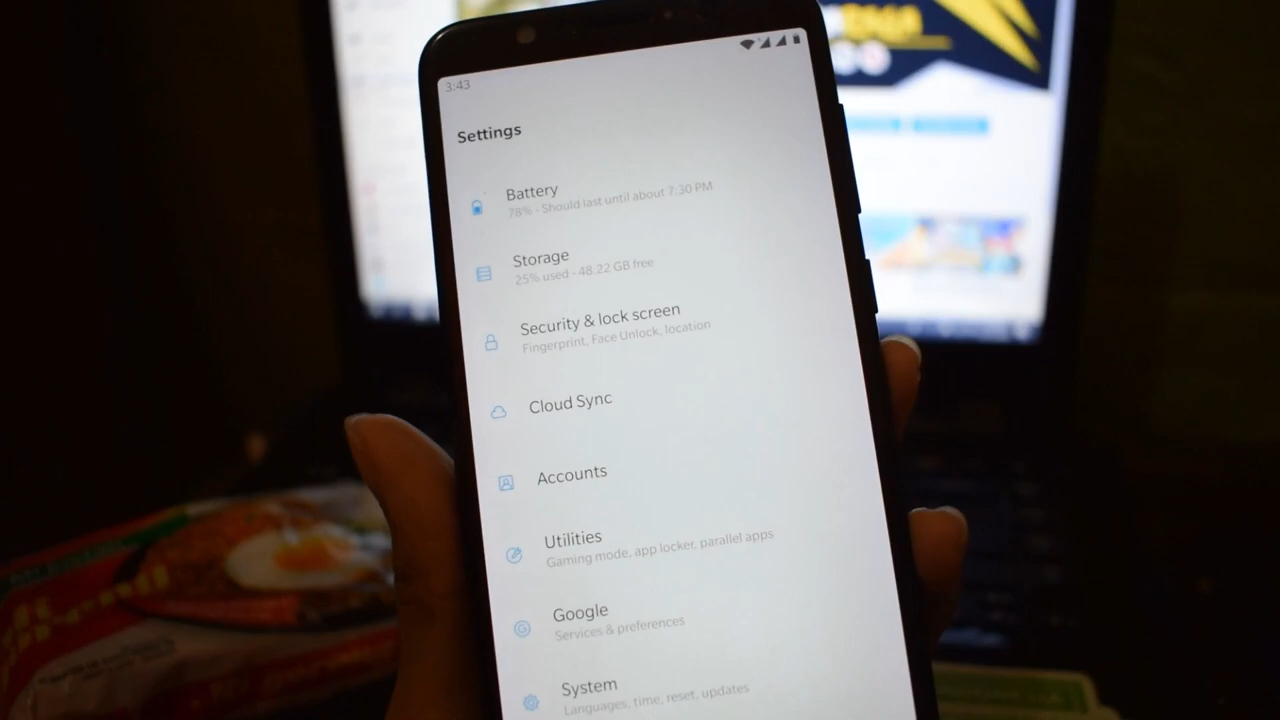 3:43
Settings
Battery
78% - Should last until about 7:30 PM
Storage
25% used - 48.22 GB free
Security & lock screen
Fingerprint, Face Unlock, location
Cloud Sync
Accounts
Utilities
Gaming mode, app locker, parallel apps
Google
Services & preferences
System
Languages, time, reset, updates